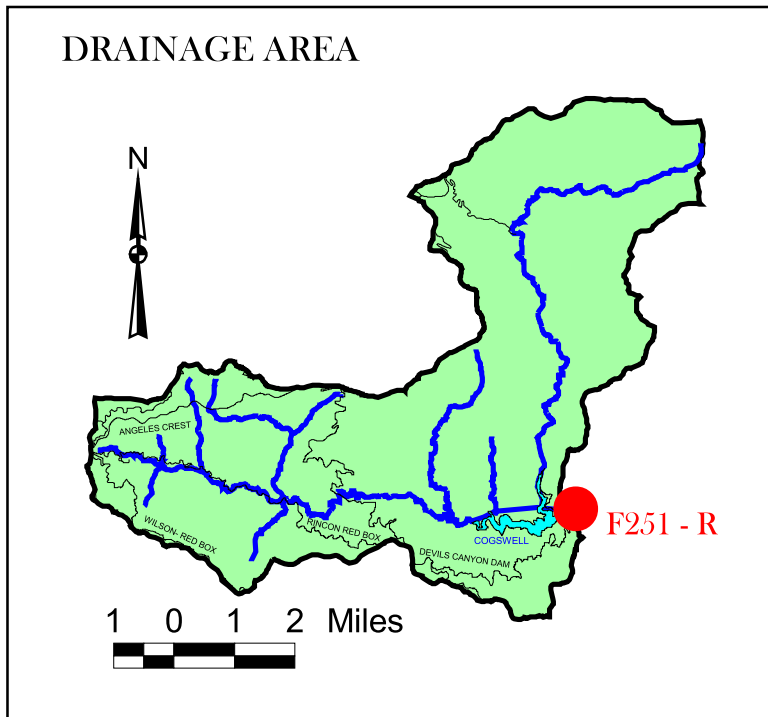 DRAINAGE AREA
N
ANGELES CREST
WILSON- RED BOX
RINCON RED BOX
COGSWELL
DEVILS CANYON DAM
F251 - R
1 0 1 2 Miles